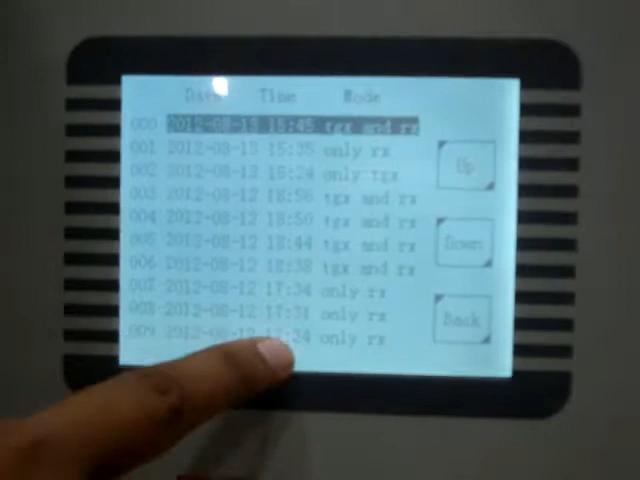 Date Time Mode
000 2012-08-13 15:45 tgx and rx
001 2012-08-13 15:35 only rx
002 2012-08-13 15:24 only tgx
003 2012-08-12 18:56 tgx and rx
004 2012-08-12 18:50 tgx and rx
005 2012-08-12 18:44 tgx and rx
006 2012-08-12 18:38 tgx and rx
007 2012-08-12 17:34 only rx
008 2012-08-12 17:31 only rx
009 2012-08-12 only rx
Up
Down
Back